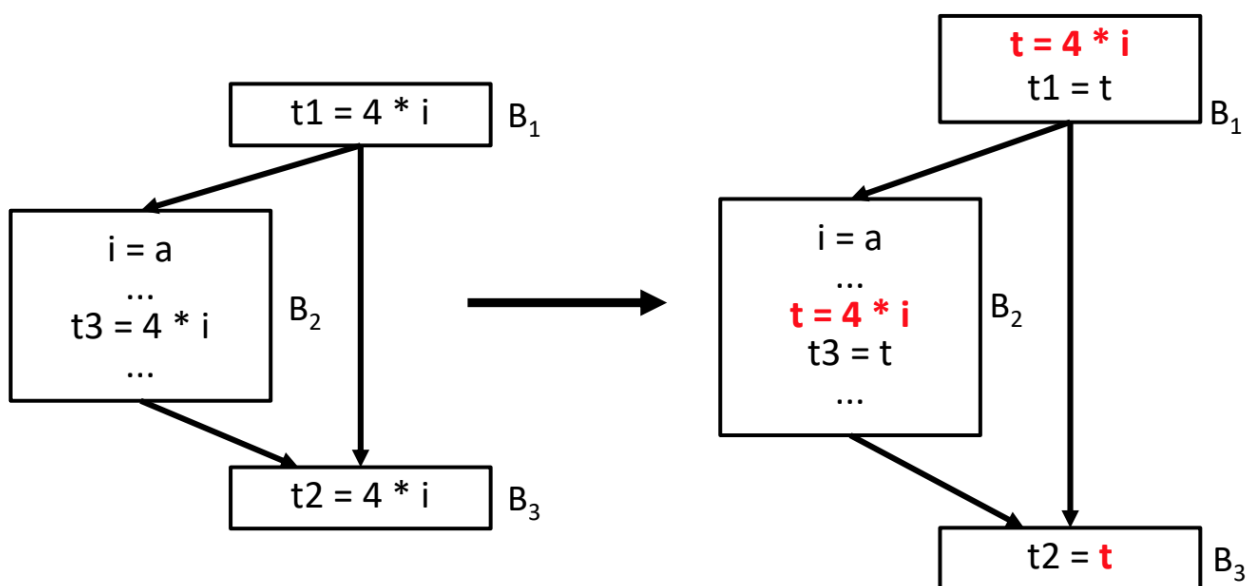 t1 = 4 * i
B₁
i = a
...
t3 = 4 * i
...
B₂
t2 = 4 * i
B₃
t = 4 * i
t1 = t
B₁
i = a
...
t = 4 * i
t3 = t
...
B₂
t2 = t
B₃